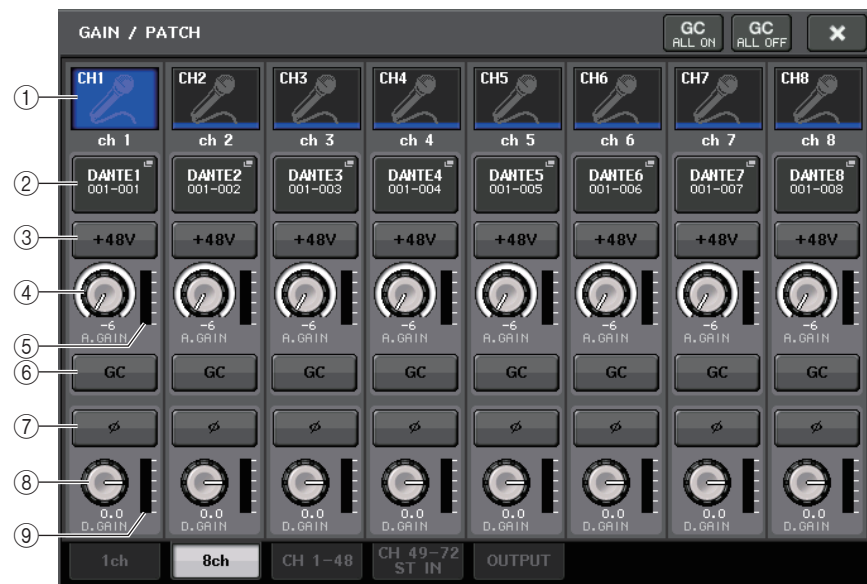 GAIN / PATCH
GC ALL ON
GC ALL OFF
×
① CH1 CH2 CH3 CH4 CH5 CH6 CH7 CH8
ch 1 ch 2 ch 3 ch 4 ch 5 ch 6 ch 7 ch 8
② DANTE1 DANTE2 DANTE3 DANTE4 DANTE5 DANTE6 DANTE7 DANTE8
001-001 001-002 001-003 001-004 001-005 001-006 001-007 001-008
③ +48V +48V +48V +48V +48V +48V +48V +48V
④
-6 -6 -6 -6 -6 -6 -6 -6
⑤ A.GAIN A.GAIN A.GAIN A.GAIN A.GAIN A.GAIN A.GAIN A.GAIN
⑥ GC GC GC GC GC GC GC GC
⑦ ø ø ø ø ø ø ø ø
⑧
0.0 0.0 0.0 0.0 0.0 0.0 0.0 0.0
⑨ D.GAIN D.GAIN D.GAIN D.GAIN D.GAIN D.GAIN D.GAIN D.GAIN
1ch 8ch CH 1-48 CH 49-72 ST IN OUTPUT